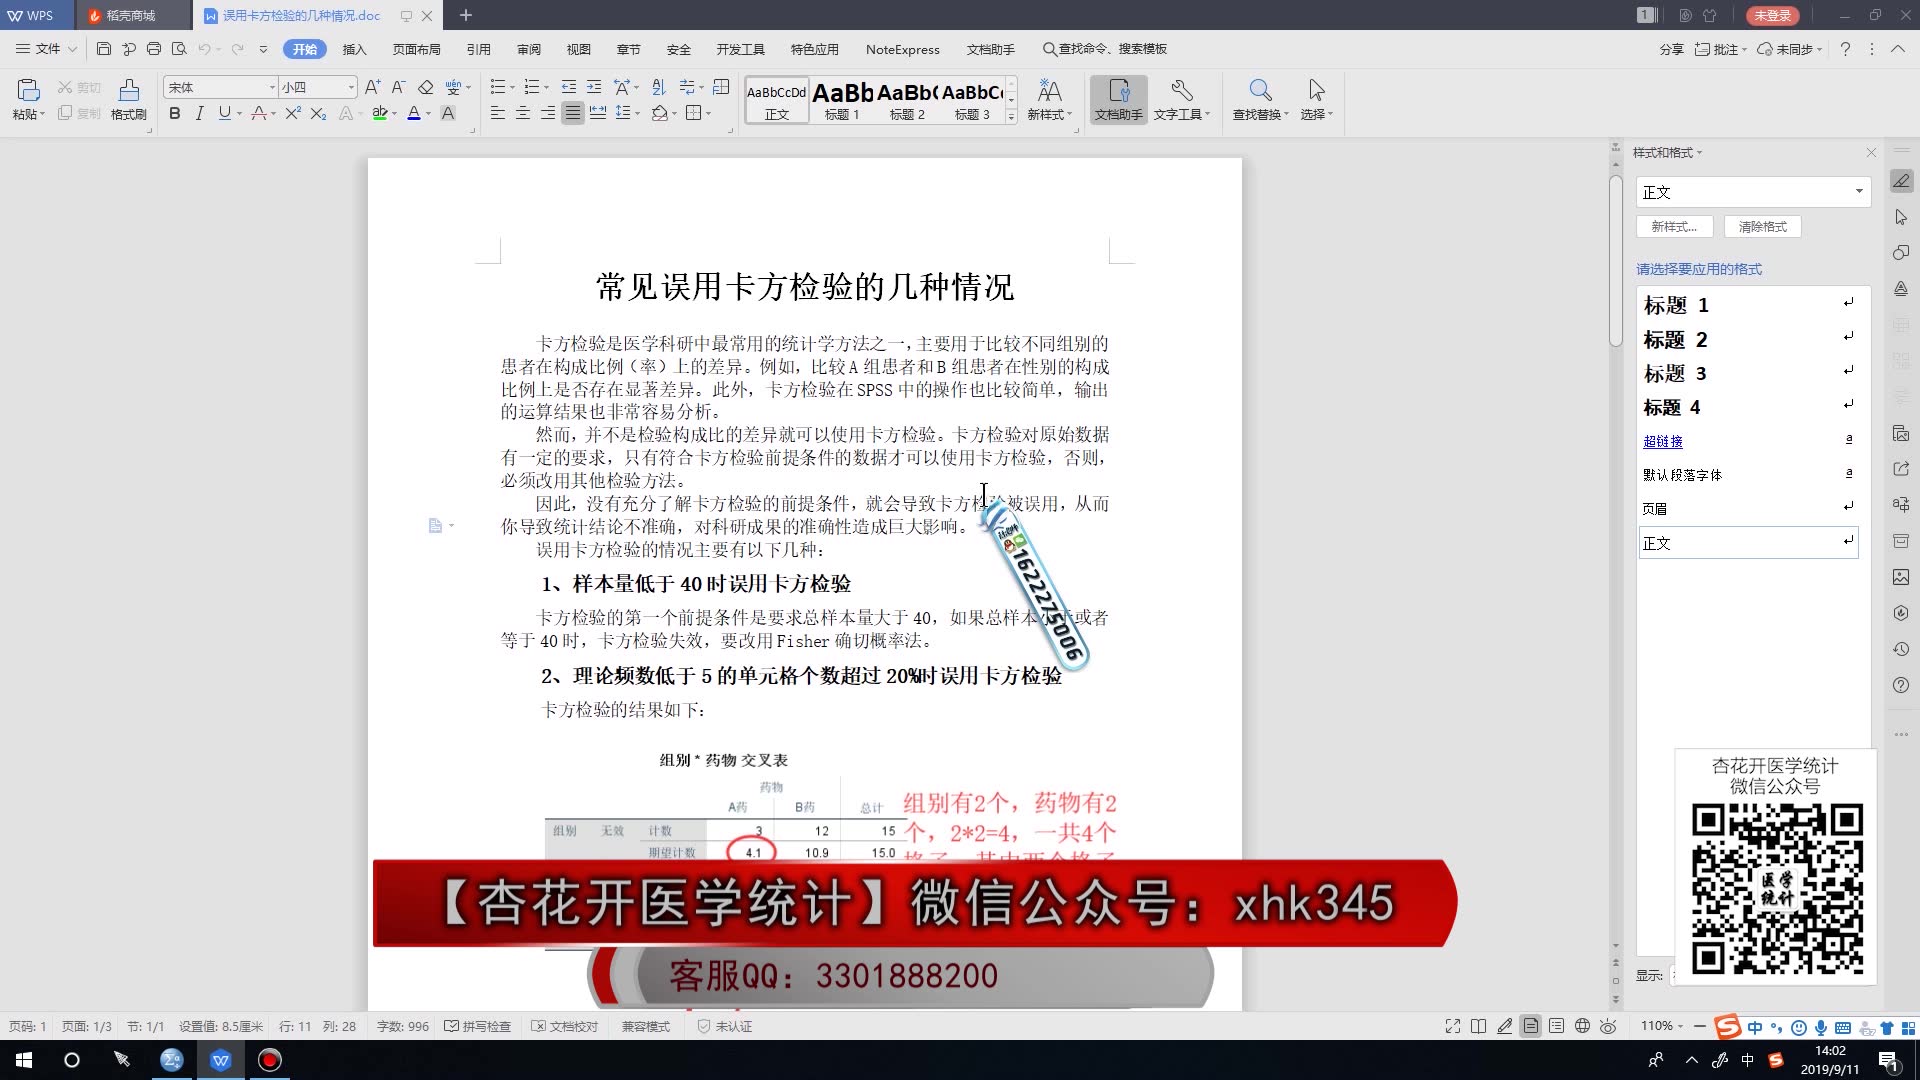 WPS 稻壳商城 误用卡方检验的几种情况.doc 1 未登录
文件 开始 插入 页面布局 引用 审阅 视图 章节 安全 开发工具 特色应用 NoteExpress 文档助手 查找命令、搜索模板 分享 批注 未同步
粘贴 剪切 复制 格式刷 宋体 小四 正文 标题 1 标题 2 标题 3 新样式 文档助手 文字工具 查找替换 选择
AaBbCcDd AaBb AaBb( AaBbC
样式和格式
正文
新样式... 清除格式
请选择要应用的格式
标题 1
标题 2
标题 3
标题 4
超链接
默认段落字体
页眉
正文
显示:
常见误用卡方检验的几种情况
卡方检验是医学科研中最常用的统计学方法之一，主要用于比较不同组别的
患者在构成比例（率）上的差异。例如，比较A 组患者和B 组患者在性别的构成
比例上是否存在显著差异。此外，卡方检验在SPSS 中的操作也比较简单，输出
的运算结果也非常容易分析。
然而，并不是检验构成比的差异就可以使用卡方检验。卡方检验对原始数据
有一定的要求，只有符合卡方检验前提条件的数据才可以使用卡方检验，否则，
必须改用其他检验方法。
因此，没有充分了解卡方检验的前提条件，就会导致卡方检验被误用，从而
你导致统计结论不准确，对科研成果的准确性造成巨大影响。
误用卡方检验的情况主要有以下几种：
1、样本量低于 40 时误用卡方检验
卡方检验的第一个前提条件是要求总样本量大于 40，如果总样本小于或者
等于 40 时，卡方检验失效，要改用Fisher 确切概率法。
2、理论频数低于 5 的单元格个数超过 20%时误用卡方检验
卡方检验的结果如下：
1622275006
组别 * 药物 交叉表
药物
A药 B药 总计
组别 无效 计数 3 12 15
期望计数 4.1 10.9 15.0
组别有2个，药物有2
个，2*2=4，一共4个
【杏花开医学统计】微信公众号：xhk345
客服QQ：3301888200
杏花开医学统计
微信公众号
医学
统计
页码: 1 页面: 1/3 节: 1/1 设置值: 8.5厘米 行: 11 列: 28 字数: 996 拼写检查 文档校对 兼容模式 未认证 110% 中
中 14:02
2019/9/11